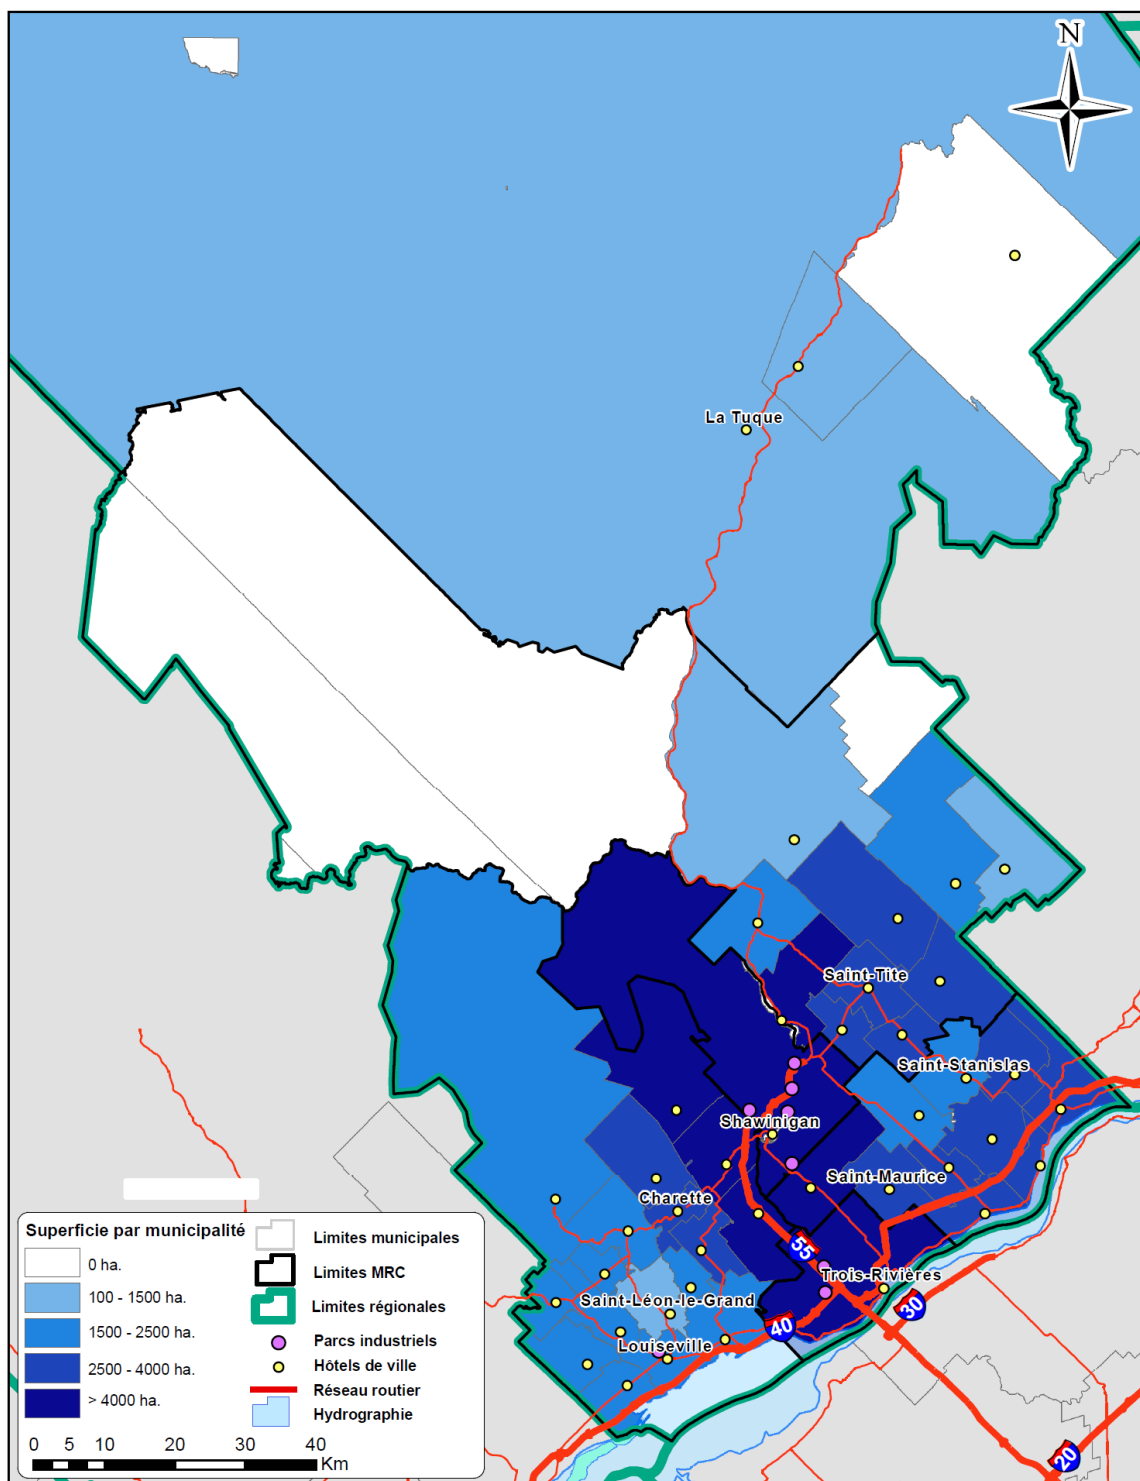 N
La Tuque
Saint-Tite
Saint-Stanislas
Shawinigan
Saint-Maurice
Charette
55
Trois-Rivières
Saint-Léon-le-Grand
30
40
Louiseville
20
Superficie par municipalité
0 ha.
100 - 1500 ha.
1500 - 2500 ha.
2500 - 4000 ha.
> 4000 ha.
Limites municipales
Limites MRC
Limites régionales
Parcs industriels
Hôtels de ville
Réseau routier
Hydrographie
0 5 10 20 30 40
Km